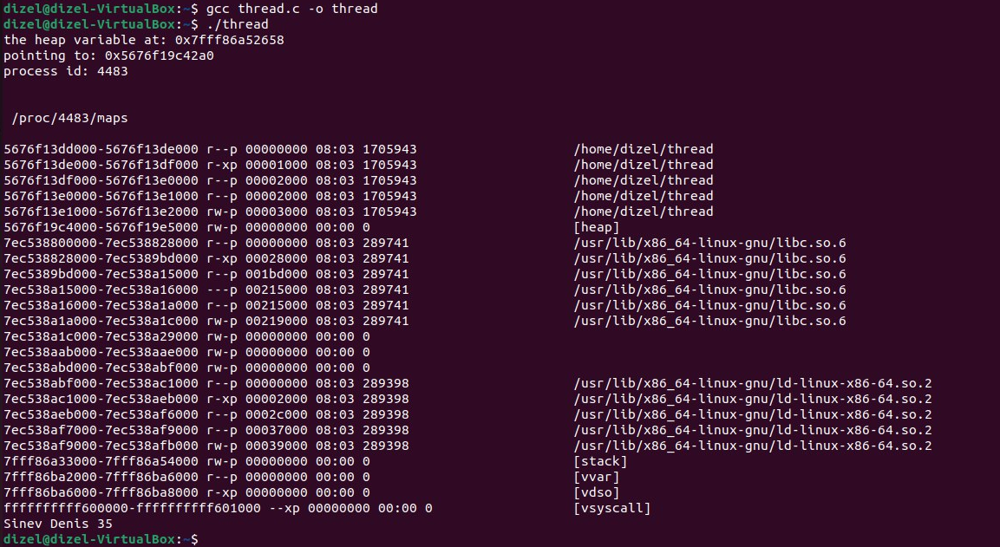 dizel@dizel-VirtualBox:~$ gcc thread.c -o thread
dizel@dizel-VirtualBox:~$ ./thread
the heap variable at: 0x7fff86a52658
pointing to: 0x5676f19c42a0
process id: 4483
/proc/4483/maps
5676f13dd000-5676f13de000 r--p 00000000 08:03 1705943 /home/dizel/thread
5676f13de000-5676f13df000 r-xp 00001000 08:03 1705943 /home/dizel/thread
5676f13df000-5676f13e0000 r--p 00002000 08:03 1705943 /home/dizel/thread
5676f13e0000-5676f13e1000 r--p 00002000 08:03 1705943 /home/dizel/thread
5676f13e1000-5676f13e2000 rw-p 00003000 08:03 1705943 /home/dizel/thread
5676f19c4000-5676f19e5000 rw-p 00000000 00:00 0 [heap]
7ec538800000-7ec538828000 r--p 00000000 08:03 289741 /usr/lib/x86_64-linux-gnu/libc.so.6
7ec538828000-7ec5389bd000 r-xp 00028000 08:03 289741 /usr/lib/x86_64-linux-gnu/libc.so.6
7ec5389bd000-7ec538a15000 r--p 001bd000 08:03 289741 /usr/lib/x86_64-linux-gnu/libc.so.6
7ec538a15000-7ec538a16000 ---p 00215000 08:03 289741 /usr/lib/x86_64-linux-gnu/libc.so.6
7ec538a16000-7ec538a1a000 r--p 00215000 08:03 289741 /usr/lib/x86_64-linux-gnu/libc.so.6
7ec538a1a000-7ec538a1c000 rw-p 00219000 08:03 289741 /usr/lib/x86_64-linux-gnu/libc.so.6
7ec538a1c000-7ec538a29000 rw-p 00000000 00:00 0
7ec538aab000-7ec538aae000 rw-p 00000000 00:00 0
7ec538abd000-7ec538abf000 rw-p 00000000 00:00 0
7ec538abf000-7ec538ac1000 r--p 00000000 08:03 289398 /usr/lib/x86_64-linux-gnu/ld-linux-x86-64.so.2
7ec538ac1000-7ec538aeb000 r-xp 00002000 08:03 289398 /usr/lib/x86_64-linux-gnu/ld-linux-x86-64.so.2
7ec538aeb000-7ec538af6000 r--p 0002c000 08:03 289398 /usr/lib/x86_64-linux-gnu/ld-linux-x86-64.so.2
7ec538af7000-7ec538af9000 r--p 00037000 08:03 289398 /usr/lib/x86_64-linux-gnu/ld-linux-x86-64.so.2
7ec538af9000-7ec538afb000 rw-p 00039000 08:03 289398 /usr/lib/x86_64-linux-gnu/ld-linux-x86-64.so.2
7fff86a33000-7fff86a54000 rw-p 00000000 00:00 0 [stack]
7fff86ba2000-7fff86ba6000 r--p 00000000 00:00 0 [vvar]
7fff86ba6000-7fff86ba8000 r-xp 00000000 00:00 0 [vdso]
ffffffffff600000-ffffffffff601000 --xp 00000000 00:00 0 [vsyscall]
Sinev Denis 35
dizel@dizel-VirtualBox:~$